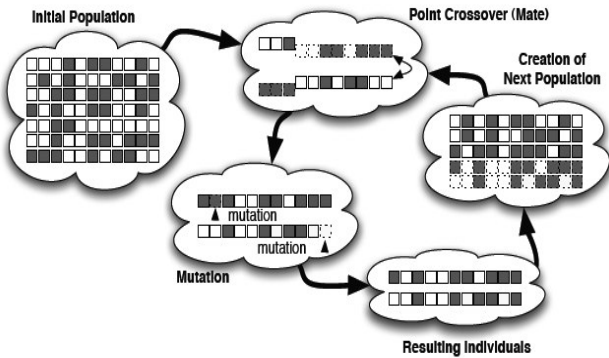 Initial Population
Point Crossover (Mate)
Creation of
Next Population
mutation
mutation
Mutation
Resulting Individuals